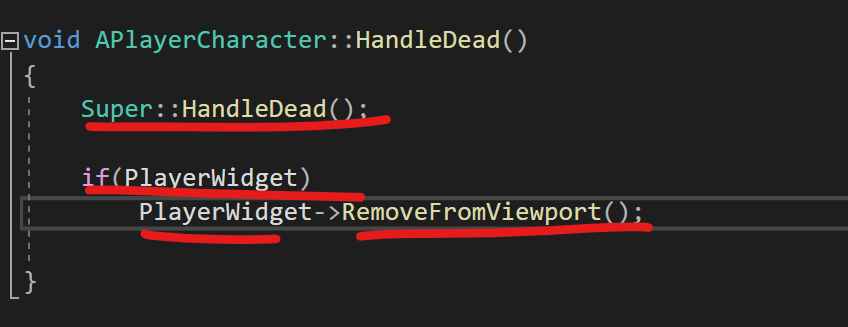 void APlayerCharacter::HandleDead()
{
Super::HandleDead();
if(PlayerWidget)
PlayerWidget->RemoveFromViewport();
}